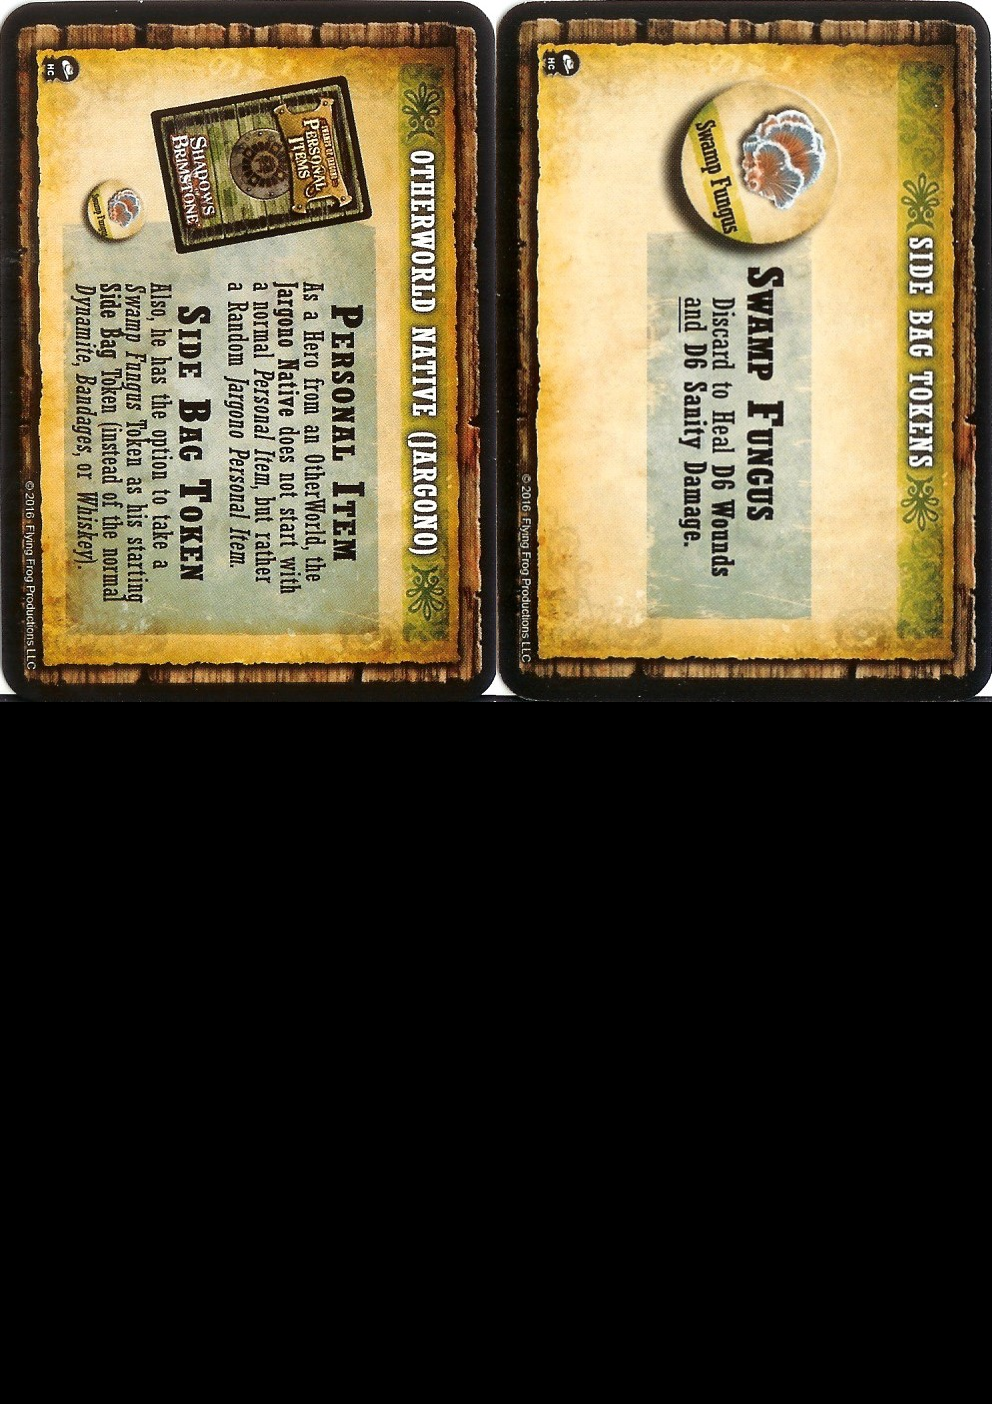 OTHERWORLD NATIVE (JARGONO)
PERSONAL
ITEMS
SHADOWS
OF
BRIMSTONE
Swamp Fungus
PERSONAL ITEM
As a Hero from an OtherWorld, the
Jargono Native does not start with
a normal Personal Item, but rather
a Random Jargono Personal Item.
SIDE BAG TOKEN
Also, he has the option to take a
Swamp Fungus Token as his starting
Side Bag Token (instead of the normal
Dynamite, Bandages, or Whiskey).
HC
©2016 Flying Frog Productions LLC
SIDE BAG TOKENS
Swamp Fungus
SWAMP FUNGUS
Discard to Heal D6 Wounds
and D6 Sanity Damage.
HC
©2016 Flying Frog Productions LLC